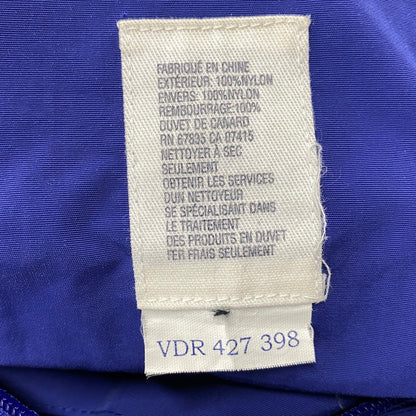 FABRIQUÉ EN CHINE
EXTÉRIEUR: 100%NYLON
ENVERS: 100%NYLON
REMBOURRAGE:100%
DUVET DE CANARD
RN 67835 CA 07415
NETTOYER À SEC
SEULEMENT
OBTENIR LES SERVICES
DUN NETTOYEUR
SE SPÉCIALISANT DANS
LE TRAITEMENT
DES PRODUITS EN DUVET
TER FRAIS SEULEMENT
VDR 427 398